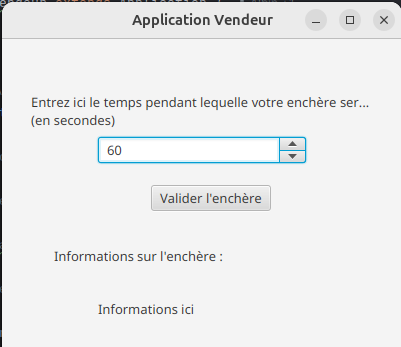 Application Vendeur
Entrez ici le temps pendant lequelle votre enchère ser...
(en secondes)
60
Valider l'enchère
Informations sur l'enchère :
Informations ici